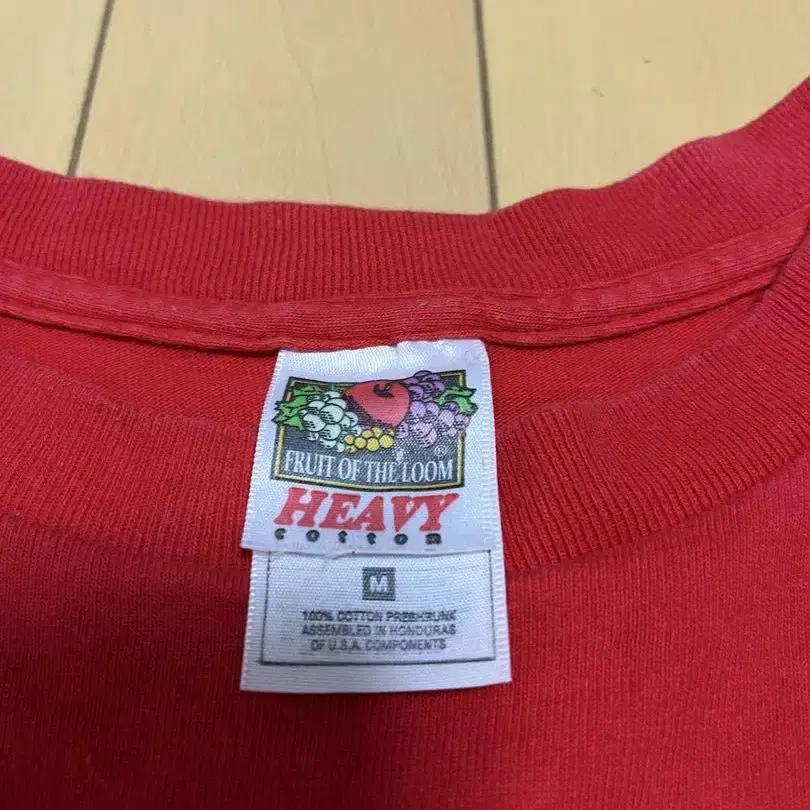 FRUIT OF THE LOOM ®
HEAVY
cotton
M
100% COTTON PRESHRUNK
ASSEMBLED IN HONDURAS
OF U.S.A. COMPONENTS